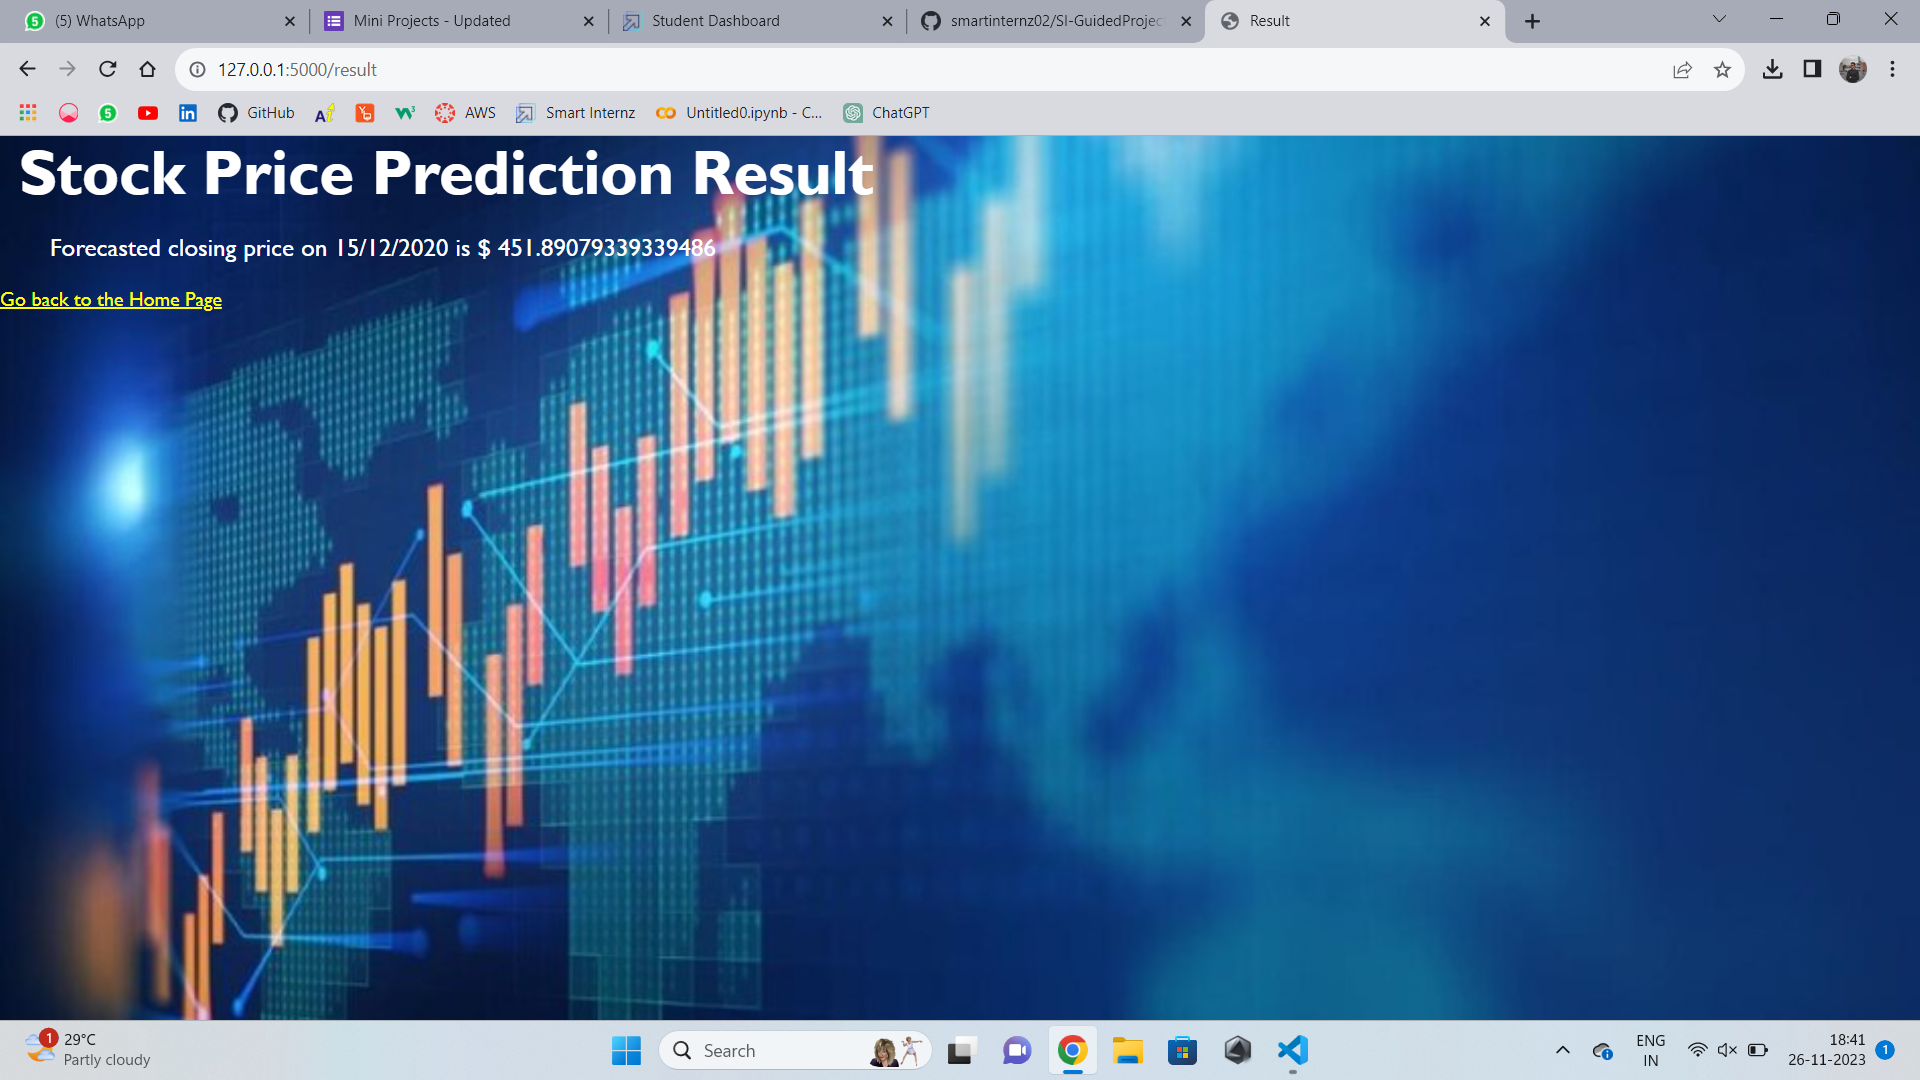 (5) WhatsApp
Mini Projects - Updated
Student Dashboard
smartinternz02/SI-GuidedProjec
Result
127.0.0.1:5000/result
GitHub
AWS
Smart Internz
Untitled0.ipynb - C...
ChatGPT
Stock Price Prediction Result
Forecasted closing price on 15/12/2020 is $ 451.89079339339486
Go back to the Home Page
1
29°C
Partly cloudy
Search
ENG
IN
18:41
26-11-2023
1